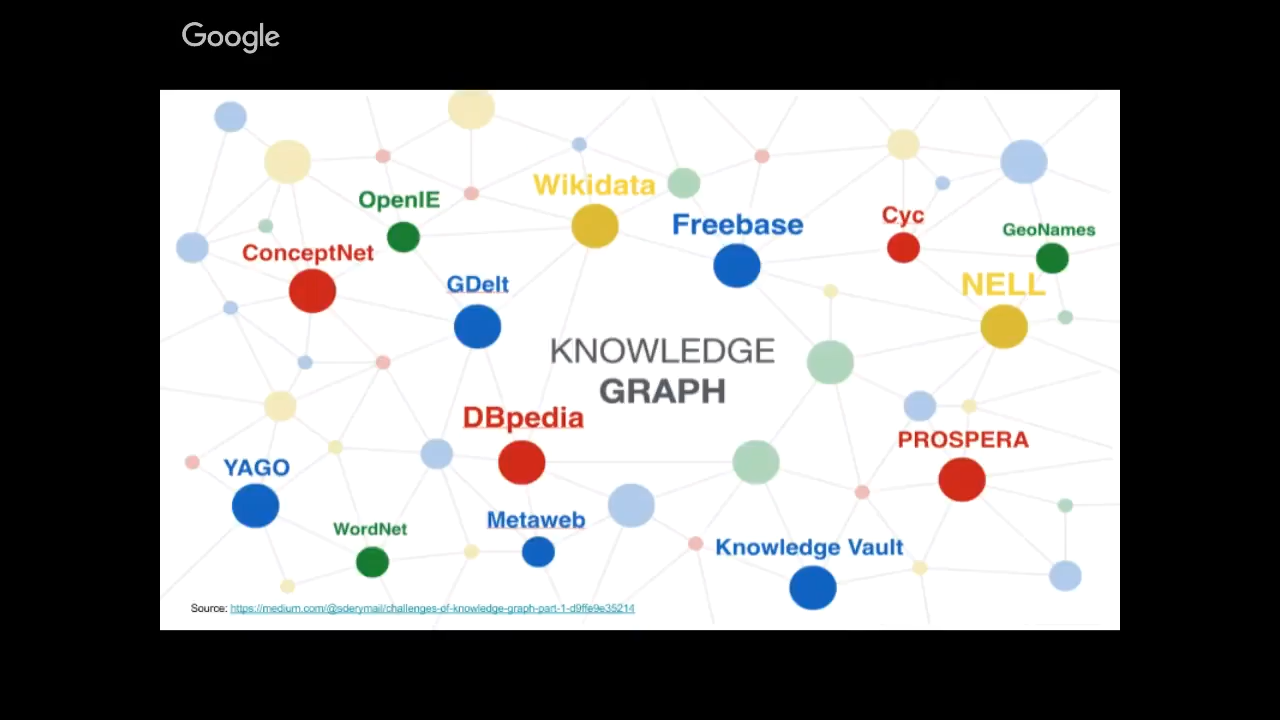 Google
Wikidata
OpenIE
Freebase
Cyc
GeoNames
ConceptNet
GDelt
NELL
KNOWLEDGE
GRAPH
DBpedia
PROSPERA
YAGO
WordNet
Metaweb
Knowledge Vault
Source: https://medium.com/@sderymail/challenges-of-knowledge-graph-part-1-d9ffe9e35214